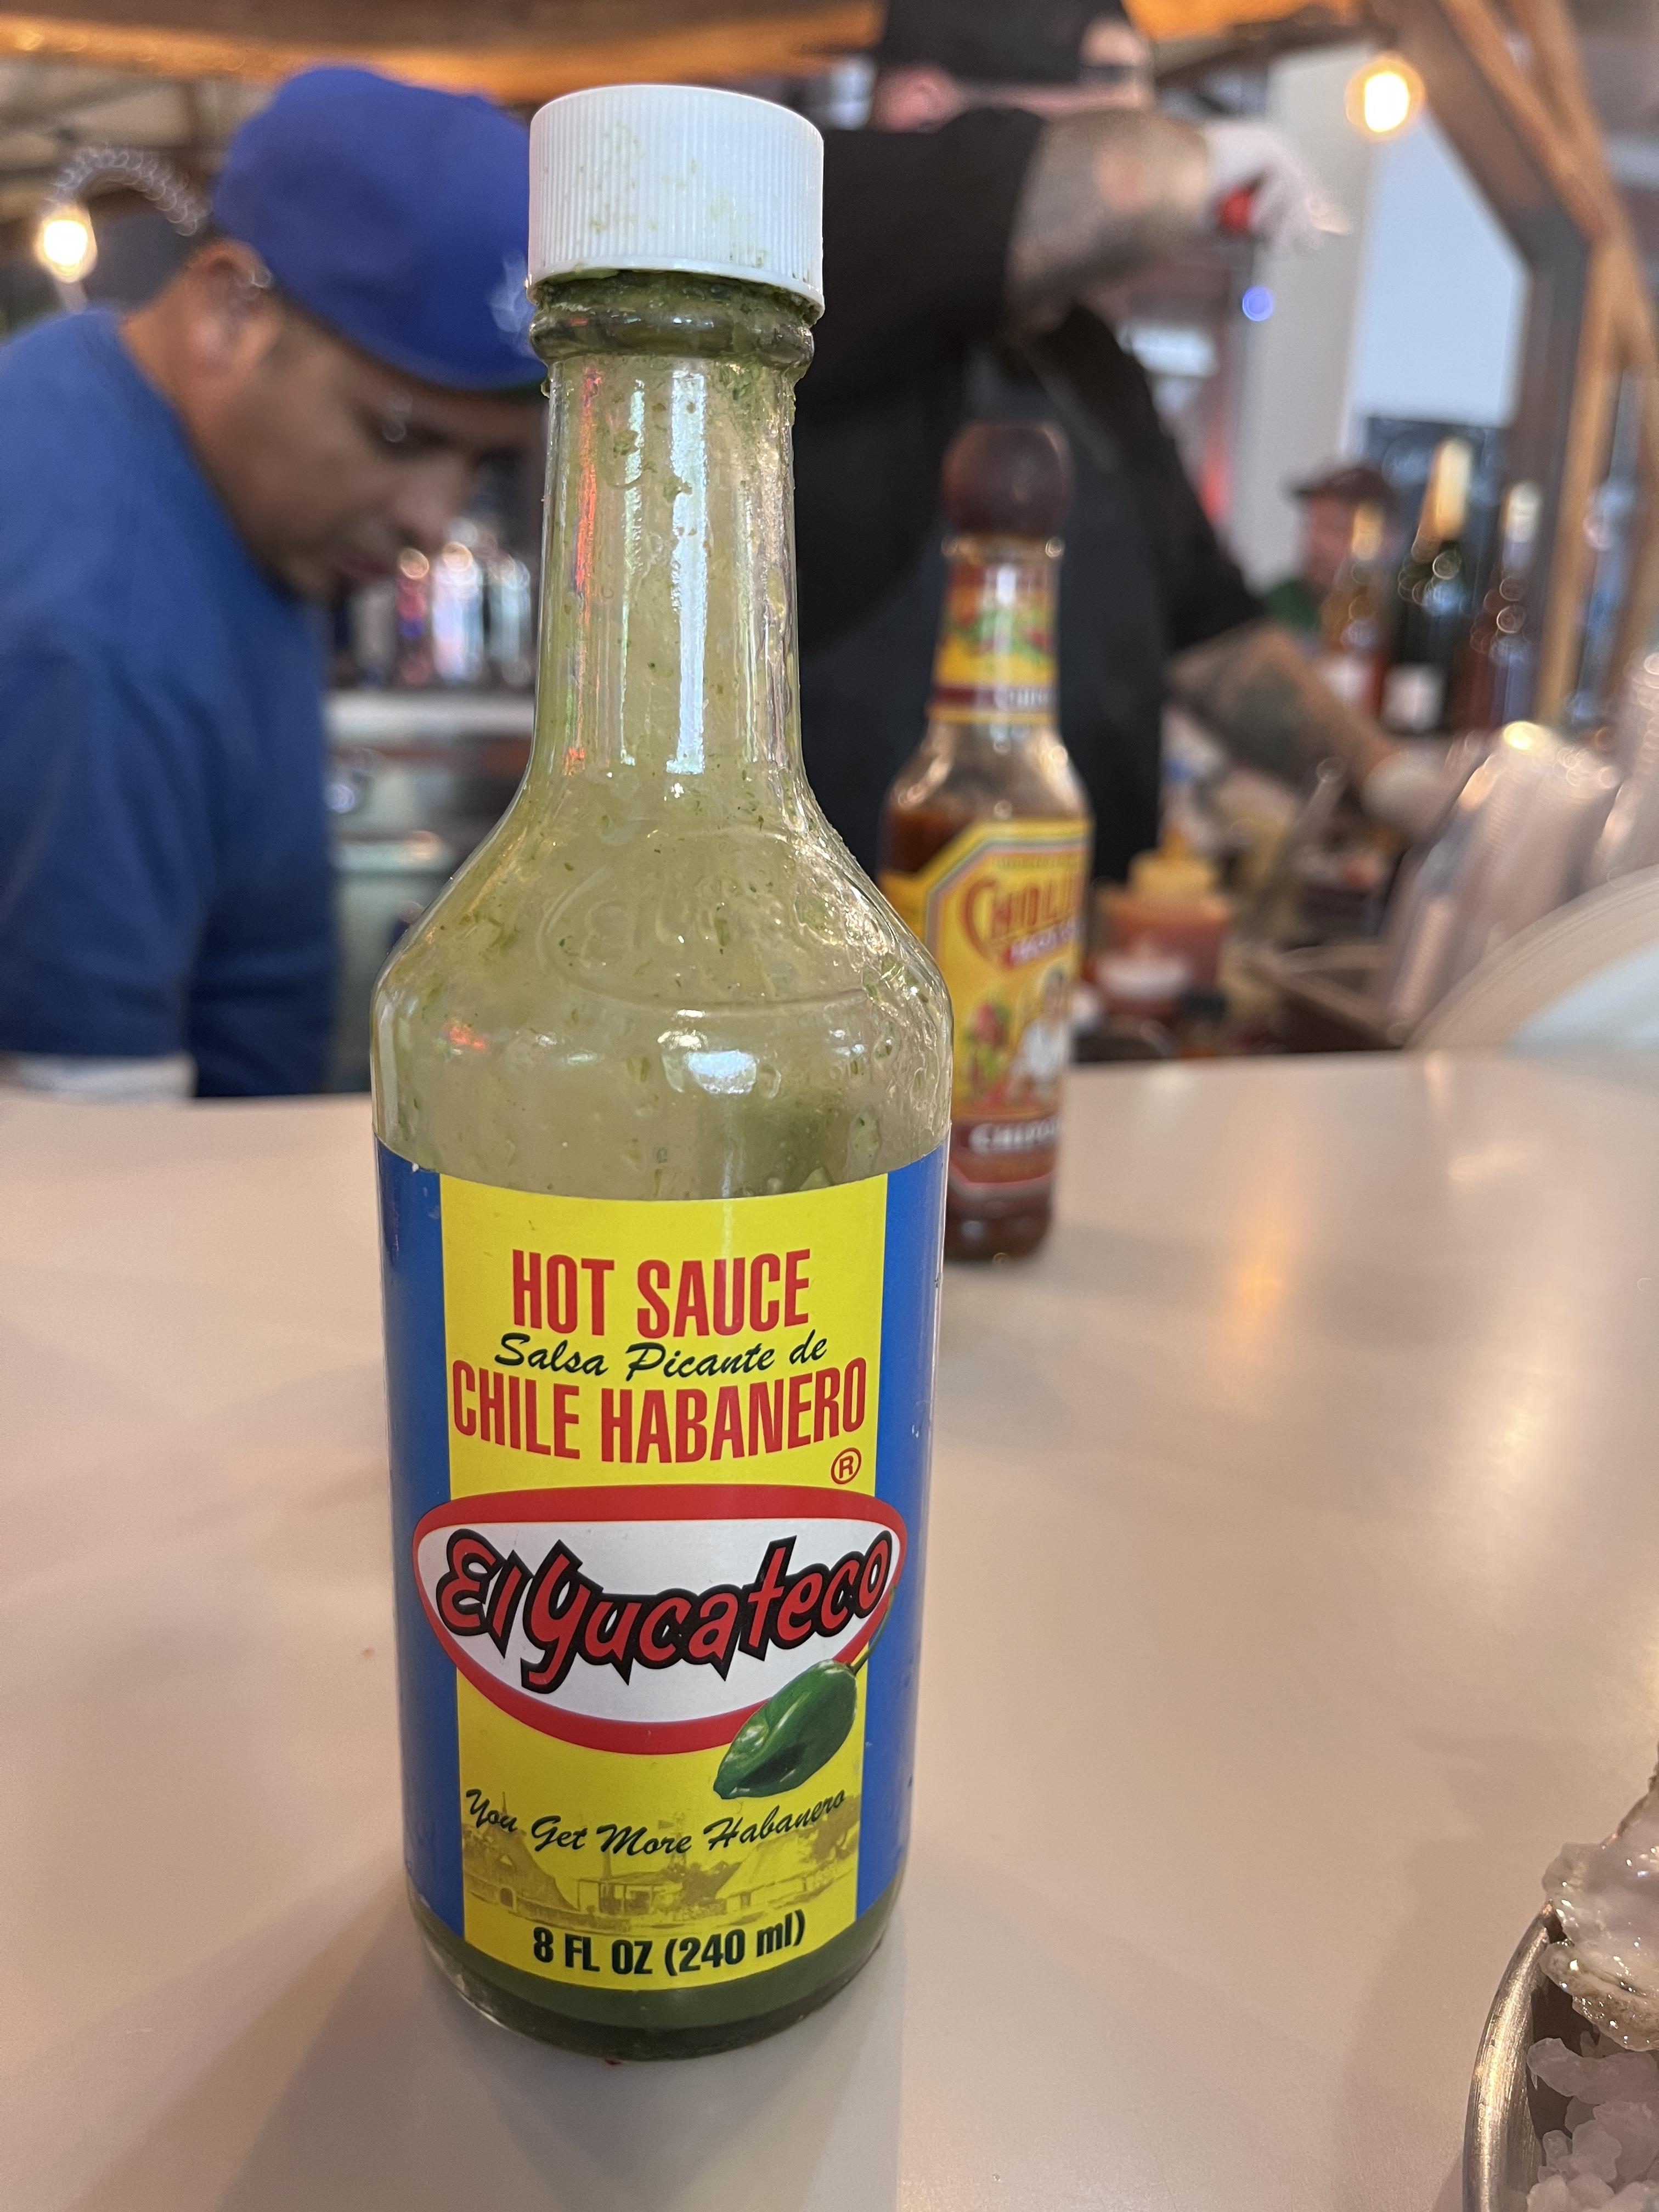 HOT SAUCE
Salsa Picante de
CHILE HABANERO
®
El Yucateco
You Get More Habanero
8 FL OZ (240 ml)